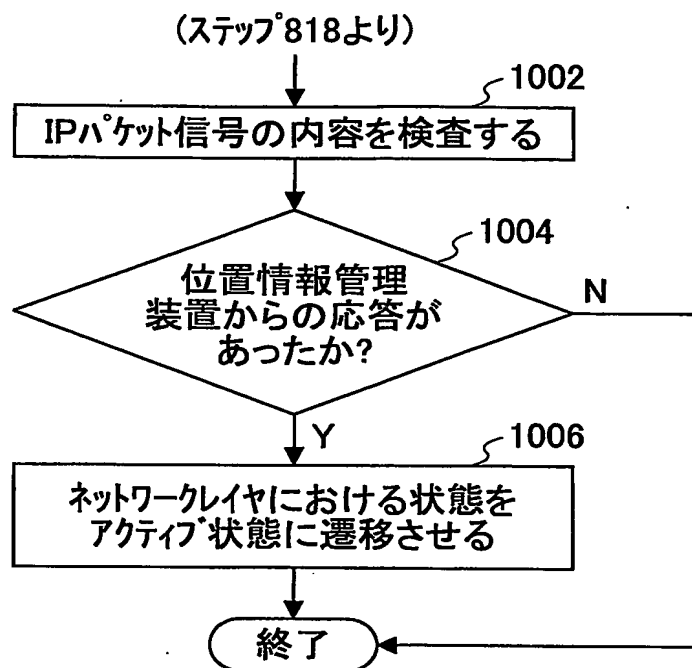 (ステップ818より)
1002
IPパケット信号の内容を検査する
1004
位置情報管理
装置からの応答が
あったか?
N
Y
1006
ネットワークレイヤにおける状態を
アクティブ状態に遷移させる
終了